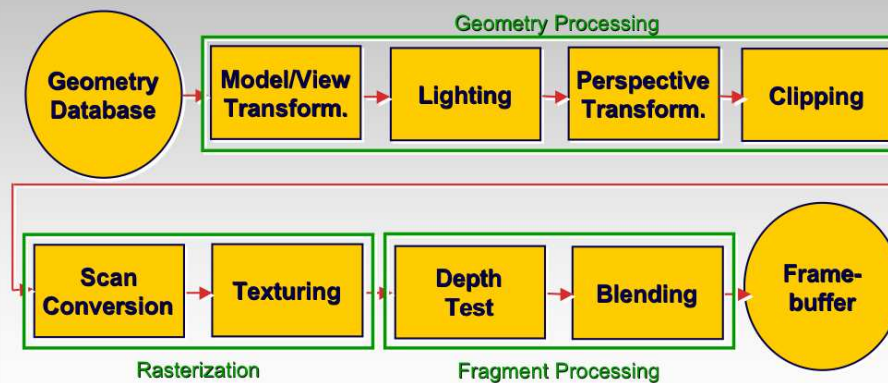 Geometry Processing
Geometry
Database
Model/View
Transform.
Lighting
Perspective
Transform.
Clipping
Scan
Conversion
Texturing
Depth
Test
Blending
Frame-
buffer
Rasterization
Fragment Processing